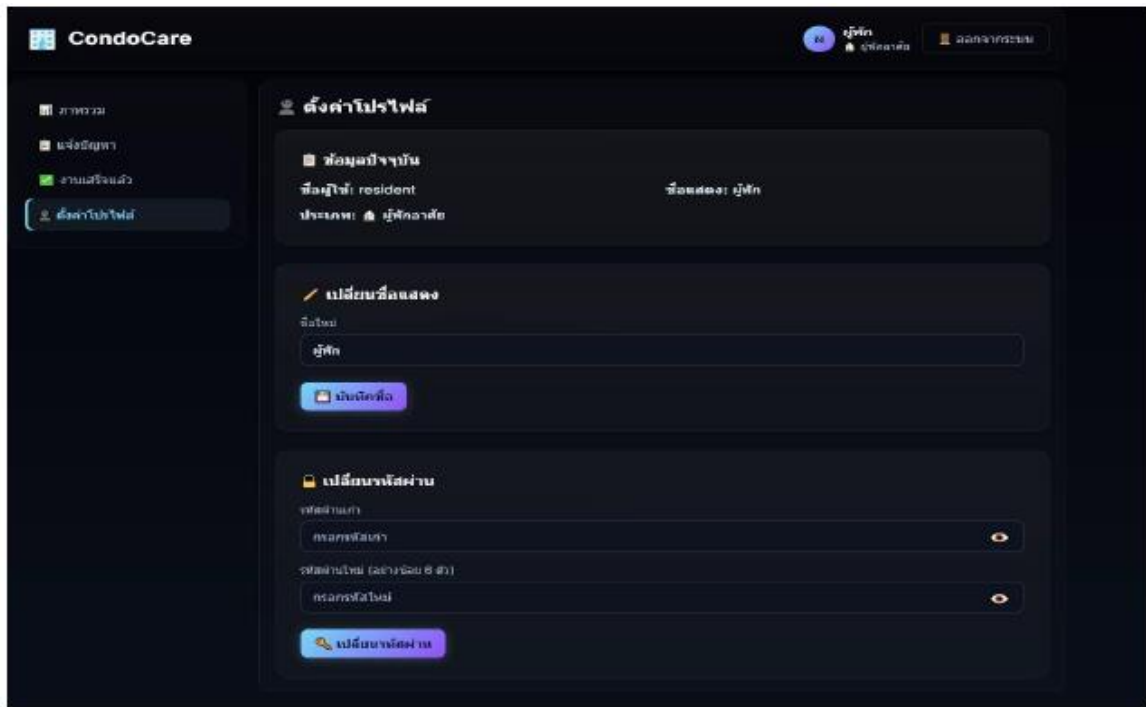 CondoCare
ผู้พัก
ผู้พักอาศัย
ออกจากระบบ
ภาพรวม
แจ้งปัญหา
งานเสร็จแล้ว
ตั้งค่าโปรไฟล์
ตั้งค่าโปรไฟล์
ข้อมูลปัจจุบัน
ชื่อผู้ใช้: resident
ชื่อแสดง: ผู้พัก
ประเภท: ผู้พักอาศัย
เปลี่ยนชื่อแสดง
ชื่อใหม่
ผู้พัก
บันทึกชื่อ
เปลี่ยนรหัสผ่าน
รหัสผ่านเก่า
กรอกรหัสเก่า
รหัสผ่านใหม่ (อย่างน้อย 6 ตัว)
กรอกรหัสใหม่
เปลี่ยนรหัสผ่าน